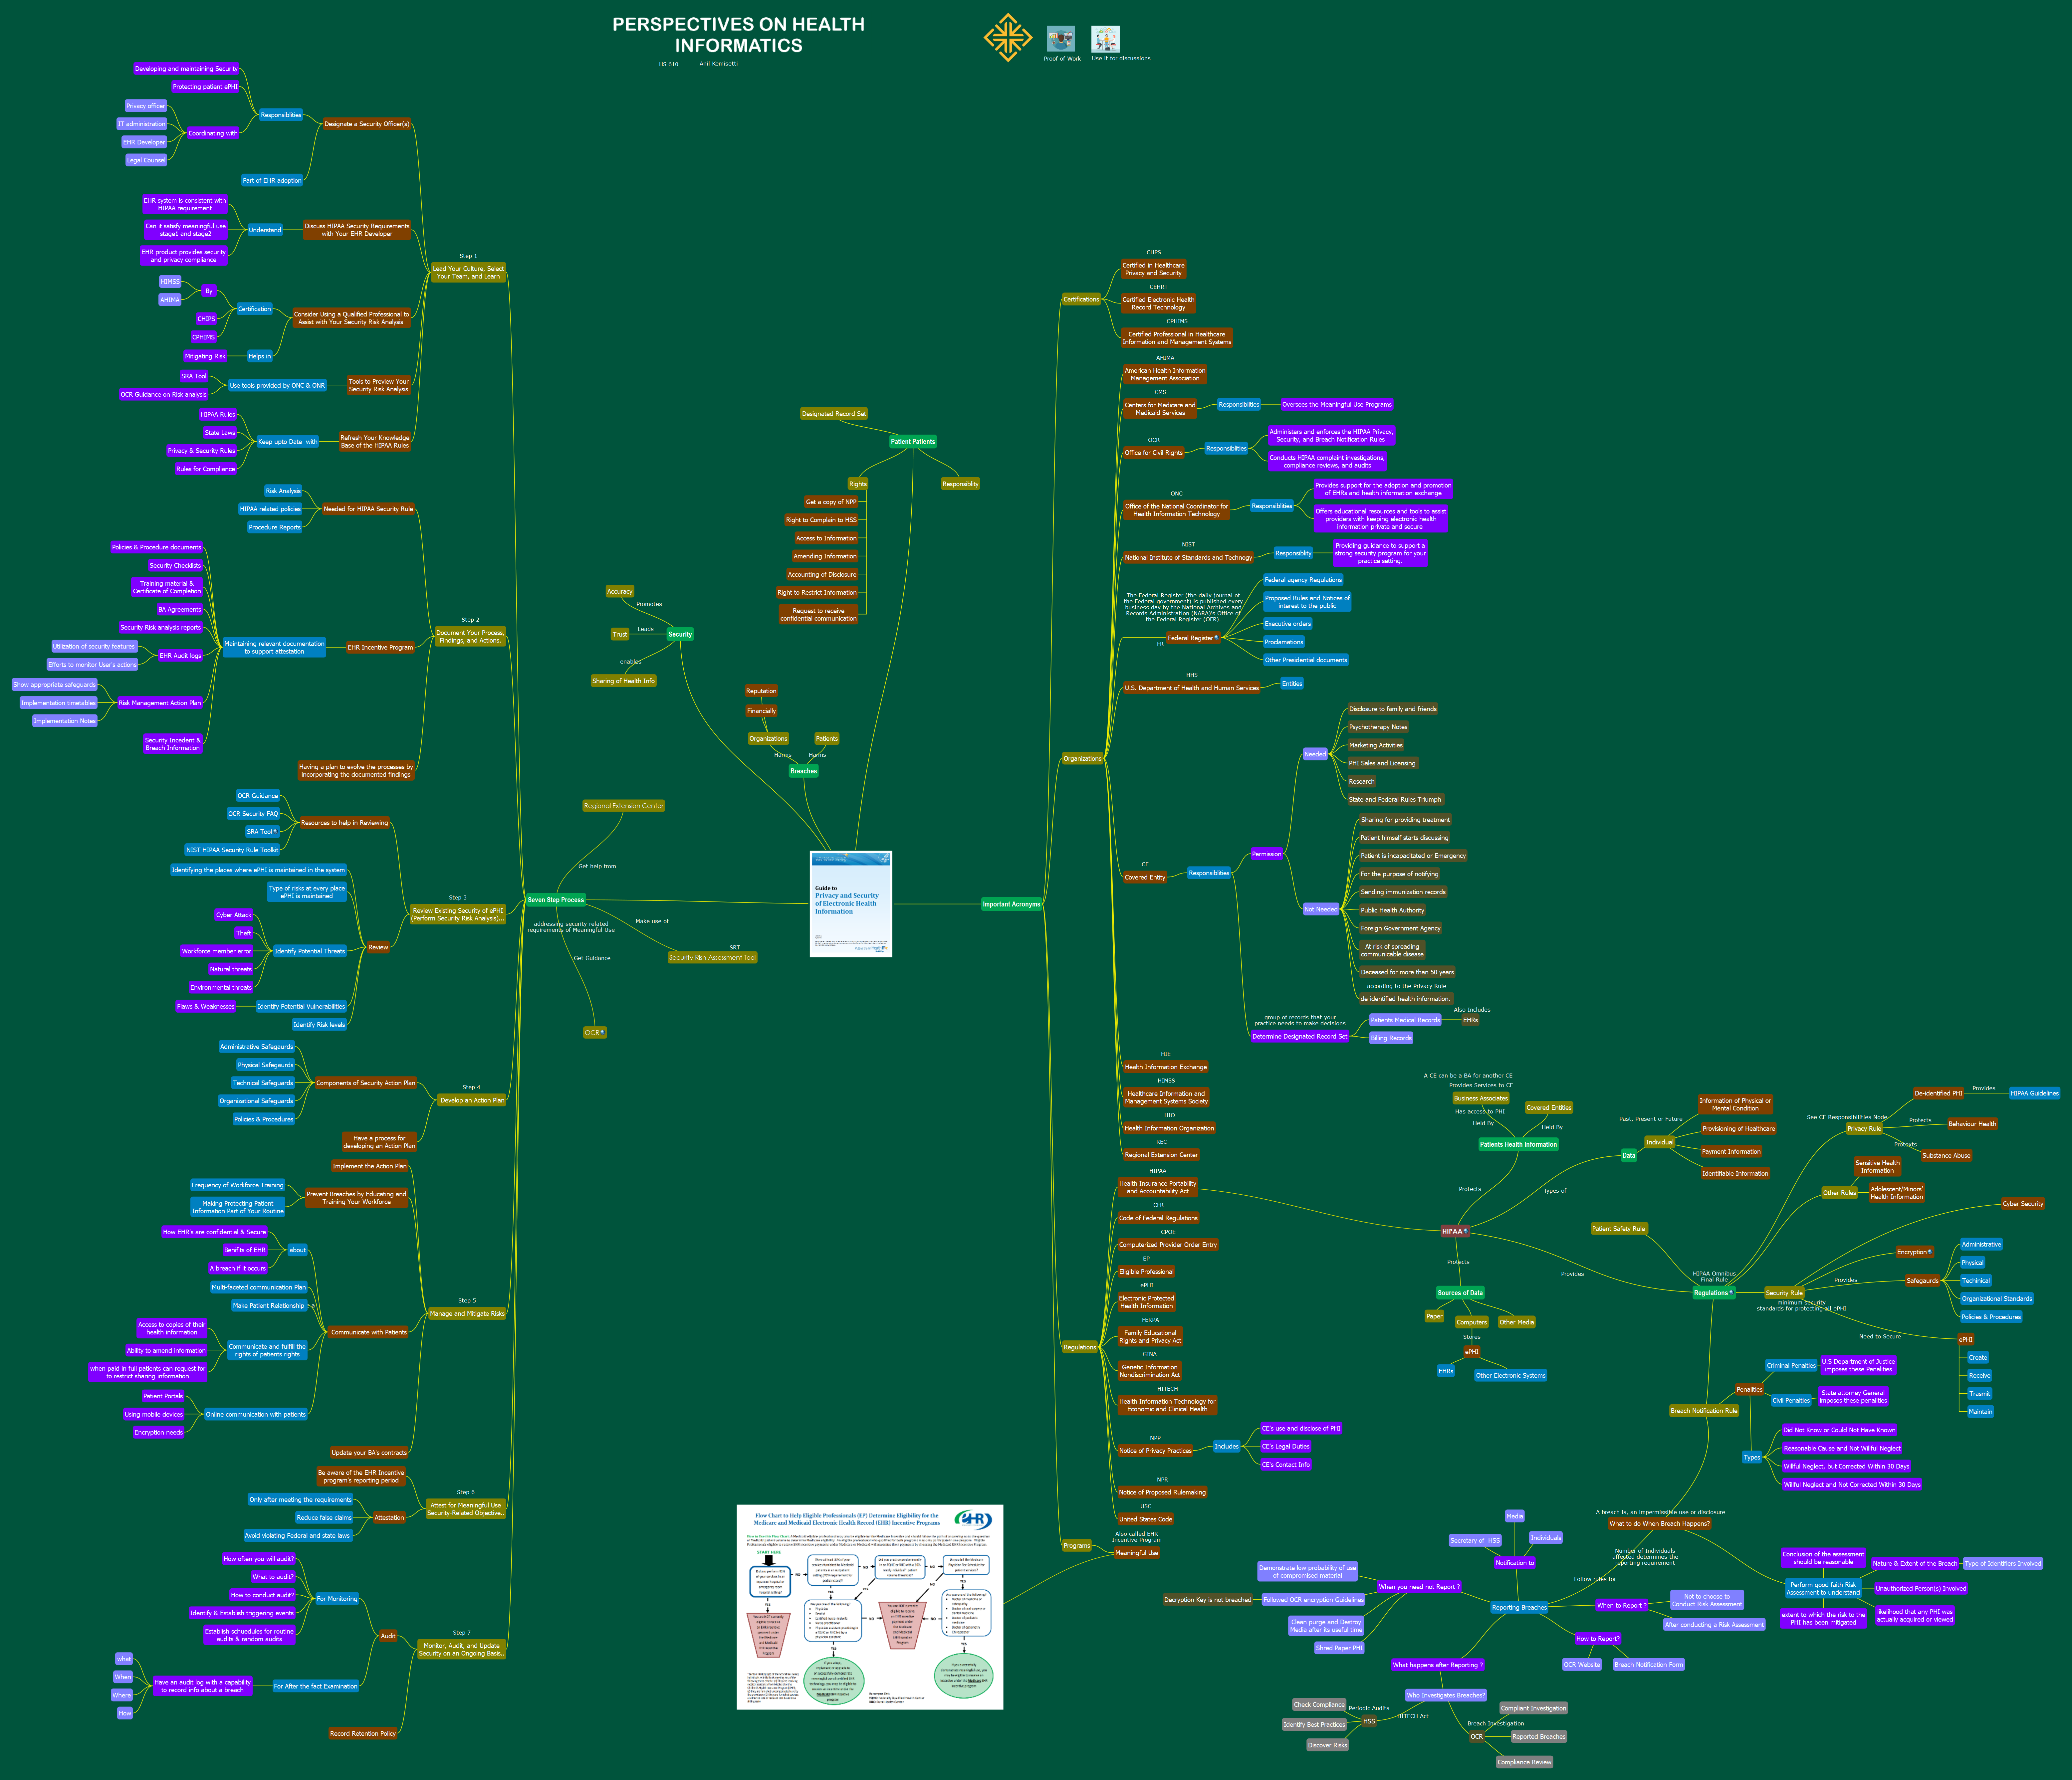 PERSPECTIVES ON HEALTH
INFORMATICS
HS 610
Anil Kemisetti
Proof of Work
Use it for discussions
Developing and maintaining Security
Protecting patient ePHI
Privacy officer
IT administration
EHR Developer
Legal Counsel
Coordinating with
Responsiblities
Part of EHR adoption
Designate a Security Officer(s)
EHR system is consistent with
HIPAA requirement
Can it satisfy meaningful use
stage1 and stage2
EHR product provides security
and privacy compliance
Understand
Discuss HIPAA Security Requirements
with Your EHR Developer
Step 1
Lead Your Culture, Select
Your Team, and Learn
HIMSS
AHIMA
By
CHIPS
CPHIMS
Certification
Mitigating Risk
Helps in
Consider Using a Qualified Professional to
Assist with Your Security Risk Analysis
SRA Tool
OCR Guidance on Risk analysis
Use tools provided by ONC & ONR
Tools to Preview Your
Security Risk Analysis
HIPAA Rules
State Laws
Privacy & Security Rules
Rules for Compliance
Keep upto Date with
Refresh Your Knowledge
Base of the HIPAA Rules
Risk Analysis
HIPAA related policies
Procedure Reports
Needed for HIPAA Security Rule
Policies & Procedure documents
Security Checklists
Training material &
Certificate of Completion
BA Agreements
Security Risk analysis reports
Utilization of security features
Efforts to monitor User's actions
EHR Audit logs
Show appropriate safeguards
Implementation timetables
Implementation Notes
Risk Management Action Plan
Security Incedent &
Breach Information
Maintaining relevant documentation
to support attestation
EHR Incentive Program
Step 2
Document Your Process,
Findings, and Actions.
Having a plan to evolve the processes by
incorporating the documented findings
OCR Guidance
OCR Security FAQ
SRA Tool
NIST HIPAA Security Rule Toolkit
Resources to help in Reviewing
Identifying the places where ePHI is maintained in the system
Type of risks at every place
ePHI is maintained
Cyber Attack
Theft
Workforce member error
Natural threats
Environmental threats
Identify Potential Threats
Flaws & Weaknesses
Identify Potential Vulnerabilities
Identify Risk levels
Review
Step 3
Review Existing Security of ePHI
(Perform Security Risk Analysis)...
Administrative Safegaurds
Physical Safegaurds
Technical Safeguards
Organizational Safeguards
Policies & Procedures
Components of Security Action Plan
Have a process for
developing an Action Plan
Step 4
Develop an Action Plan
Implement the Action Plan
Frequency of Workforce Training
Making Protecting Patient
Information Part of Your Routine
Prevent Breaches by Educating and
Training Your Workforce
How EHR's are confidential & Secure
Benifits of EHR
A breach if it occurs
about
Multi-faceted communication Plan
Make Patient Relationship
Access to copies of their
health information
Ability to amend information
when paid in full patients can request for
to restrict sharing information
Communicate and fulfill the
rights of patients rights
Patient Portals
Using mobile devices
Encryption needs
Online communication with patients
Communicate with Patients
Update your BA's contracts
Step 5
Manage and Mitigate Risks
Be aware of the EHR Incentive
program's reporting period
Only after meeting the requirements
Reduce false claims
Avoid violating Federal and state laws
Attestation
Step 6
Attest for Meaningful Use
Security-Related Objective..
How often you will audit?
What to audit?
How to conduct audit?
Identify & Establish triggering events
Establish schuedules for routine
audits & random audits
For Monitoring
what
When
Where
How
Have an audit log with a capability
to record info about a breach
For After the fact Examination
Audit
Record Retention Policy
Step 7
Monitor, Audit, and Update
Security on an Ongoing Basis..
Seven Step Process
addressing security-related
requirements of Meaningful Use
Get help from
Regional Extension Center
Make use of
SRT
Security Rish Assessment Tool
Get Guidance
OCR
Designated Record Set
Patient Patients
Rights
Responsiblity
Get a copy of NPP
Right to Complain to HSS
Access to Information
Amending Information
Accounting of Disclosure
Right to Restrict Information
Request to receive
confidential communication
Accuracy
Promotes
Trust
Leads
Security
enables
Sharing of Health Info
Reputation
Financially
Organizations
Patients
Harms
Harms
Breaches
Guide to
Privacy and Security
of Electronic Health
Information
Important Acronyms
Certifications
CHPS
Certified in Healthcare
Privacy and Security
CEHRT
Certified Electronic Health
Record Technology
CPHIMS
Certified Professional in Healthcare
Information and Management Systems
Organizations
AHIMA
American Health Information
Management Association
CMS
Centers for Medicare and
Medicaid Services
Responsiblities
Oversees the Meaningful Use Programs
OCR
Office for Civil Rights
Responsiblities
Administers and enforces the HIPAA Privacy,
Security, and Breach Notification Rules
Conducts HIPAA complaint investigations,
compliance reviews, and audits
ONC
Office of the National Coordinator for
Health Information Technology
Responsiblities
Provides support for the adoption and promotion
of EHRs and health information exchange
Offers educational resources and tools to assist
providers with keeping electronic health
information private and secure
NIST
National Institute of Standards and Technogy
Responsiblity
Providing guidance to support a
strong security program for your
practice setting.
The Federal Register (the daily journal of
the Federal government) is published every
business day by the National Archives and
Records Administration (NARA)'s Office of
the Federal Register (OFR).
Federal Register
FR
Federal agency Regulations
Proposed Rules and Notices of
interest to the public
Executive orders
Proclamations
Other Presidential documents
HHS
U.S. Department of Health and Human Services
Entities
CE
Covered Entity
Responsiblities
Permission
Needed
Disclosure to family and friends
Psychotherapy Notes
Marketing Activities
PHI Sales and Licensing
Research
State and Federal Rules Triumph
Not Needed
Sharing for providing treatment
Patient himself starts discussing
Patient is incapacitated or Emergency
For the purpose of notifying
Sending immunization records
Public Health Authority
Foreign Government Agency
At risk of spreading
communicable disease
Deceased for more than 50 years
according to the Privacy Rule
de-identified health information.
group of records that your
practice needs to make decisions
Determine Designated Record Set
Patients Medical Records
Also Includes
EHRs
Billing Records
HIE
Health Information Exchange
HIMSS
Healthcare Information and
Management Systems Society
HIO
Health Information Organization
REC
Regional Extension Center
Regulations
HIPAA
Health Insurance Portability
and Accountability Act
CFR
Code of Federal Regulations
CPOE
Computerized Provider Order Entry
EP
Eligible Professional
ePHI
Electronic Protected
Health Information
FERPA
Family Educational
Rights and Privacy Act
GINA
Genetic Information
Nondiscrimination Act
HITECH
Health Information Technology for
Economic and Clinical Health
NPP
Notice of Privacy Practices
Includes
CE's use and disclose of PHI
CE's Legal Duties
CE's Contact Info
NPR
Notice of Proposed Rulemaking
USC
United States Code
Programs
Also called EHR
Incentive Program
Meaningful Use
A CE can be a BA for another CE
Provides Services to CE
Business Associates
Has access to PHI
Held By
Covered Entities
Held By
Patients Health Information
Protects
HIPAA
Types of
Data
Individual
Past, Present or Future
Information of Physical or
Mental Condition
Provisioning of Healthcare
Payment Information
Identifiable Information
Protects
Sources of Data
Paper
Computers
Other Media
Stores
ePHI
EHRs
Other Electronic Systems
Provides
HIPAA Omnibus
Final Rule
Regulations
Patient Safety Rule
See CE Responsibilities Node
Privacy Rule
De-identified PHI
Provides
HIPAA Guidelines
Protects
Behaviour Health
Protexts
Substance Abuse
Other Rules
Sensitive Health
Information
Adolescent/Minors'
Health Information
Security Rule
minimum security
standards for protecting all ePHI
Cyber Security
Encryption
Provides
Safegaurds
Administrative
Physical
Techinical
Organizational Standards
Policies & Procedures
Need to Secure
ePHI
Create
Receive
Trasmit
Maintain
Breach Notification Rule
Penalities
Criminal Penalties
U.S Department of Justice
imposes these Penalities
Civil Penalties
State attorney General
imposes these penalities
Types
Did Not Know or Could Not Have Known
Reasonable Cause and Not Willful Neglect
Willful Neglect, but Corrected Within 30 Days
Willful Neglect and Not Corrected Within 30 Days
A breach is, an impermissible use or disclosure
What to do When Breach Happens?
Number of Individuals
affected determines the
reporting requirement
Follow rules for
Perform good faith Risk
Assessment to understand
Conclusion of the assessment
should be reasonable
Nature & Extent of the Breach
Type of Identifiers Involved
Unauthorized Person(s) Involved
likelihood that any PHI was
actually acquired or viewed
extent to which the risk to the
PHI has been mitigated
Reporting Breaches
Notification to
Media
Secretary of HSS
Individuals
When you need not Report ?
Demonstrate low probability of use
of compromised material
Followed OCR encryption Guidelines
Decryption Key is not breached
Clean purge and Destroy
Media after its useful time
Shred Paper PHI
When to Report ?
Not to choose to
Conduct Risk Assessment
After conducting a Risk Assessment
How to Report?
OCR Website
Breach Notification Form
What happens after Reporting ?
Who Investigates Breaches?
HITECH Act
HSS
Periodic Audits
Check Compliance
Identify Best Practices
Discover Risks
Breach Investigation
OCR
Compliant Investigation
Reported Breaches
Compliance Review
Flow Chart to Help Eligible Professionals (EP) Determine Eligibility for the
Medicare and Medicaid Electronic Health Record (EHR) Incentive Programs
EHR
START HERE
NO
NO
NO
YES
YES
YES
NO
NO
NO
YES
YES